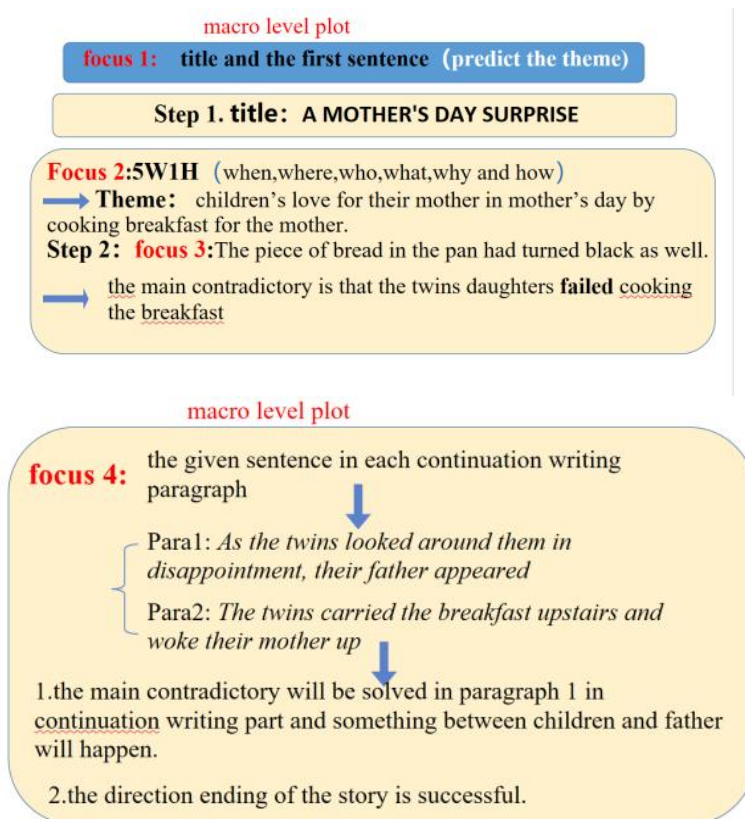 macro level plot
focus 1: title and the first sentence（predict the theme)
Step 1. title： A MOTHER'S DAY SURPRISE
Focus 2:5W1H （when,where,who,what,why and how）
Theme： children’s love for their mother in mother’s day by
cooking breakfast for the mother.
Step 2： focus 3:The piece of bread in the pan had turned black as well.
the main contradictory is that the twins daughters failed cooking
the breakfast
macro level plot
focus 4: the given sentence in each continuation writing
paragraph
Para1: As the twins looked around them in
disappointment, their father appeared
Para2: The twins carried the breakfast upstairs and
woke their mother up
1.the main contradictory will be solved in paragraph 1 in
continuation writing part and something between children and father
will happen.
2.the direction ending of the story is successful.